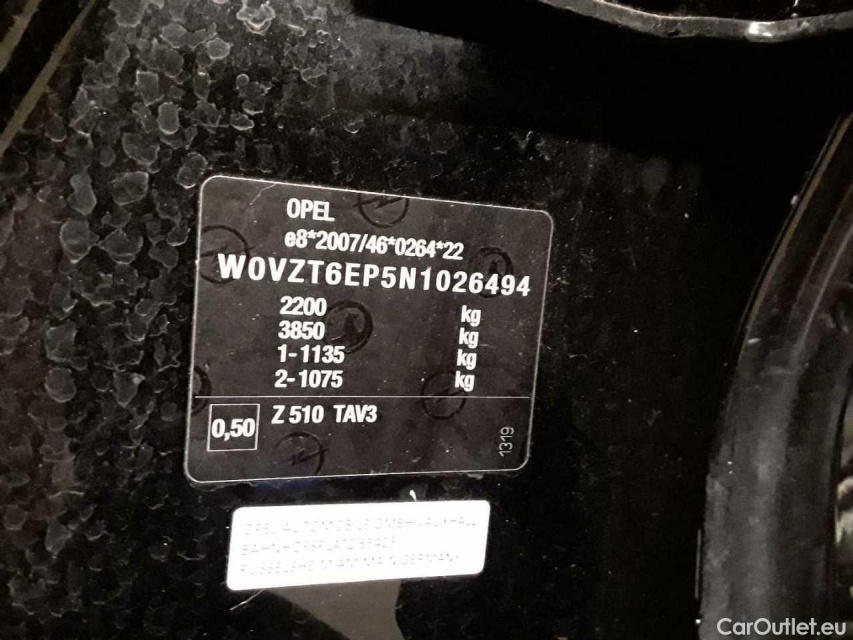 OPEL
e8*2007/46*0264*22
W0VZT6EP5N1026494
2200 kg
3850 kg
1-1135 kg
2-1075 kg
0,50 Z 510 TAV3
1319
CarOutlet.eu